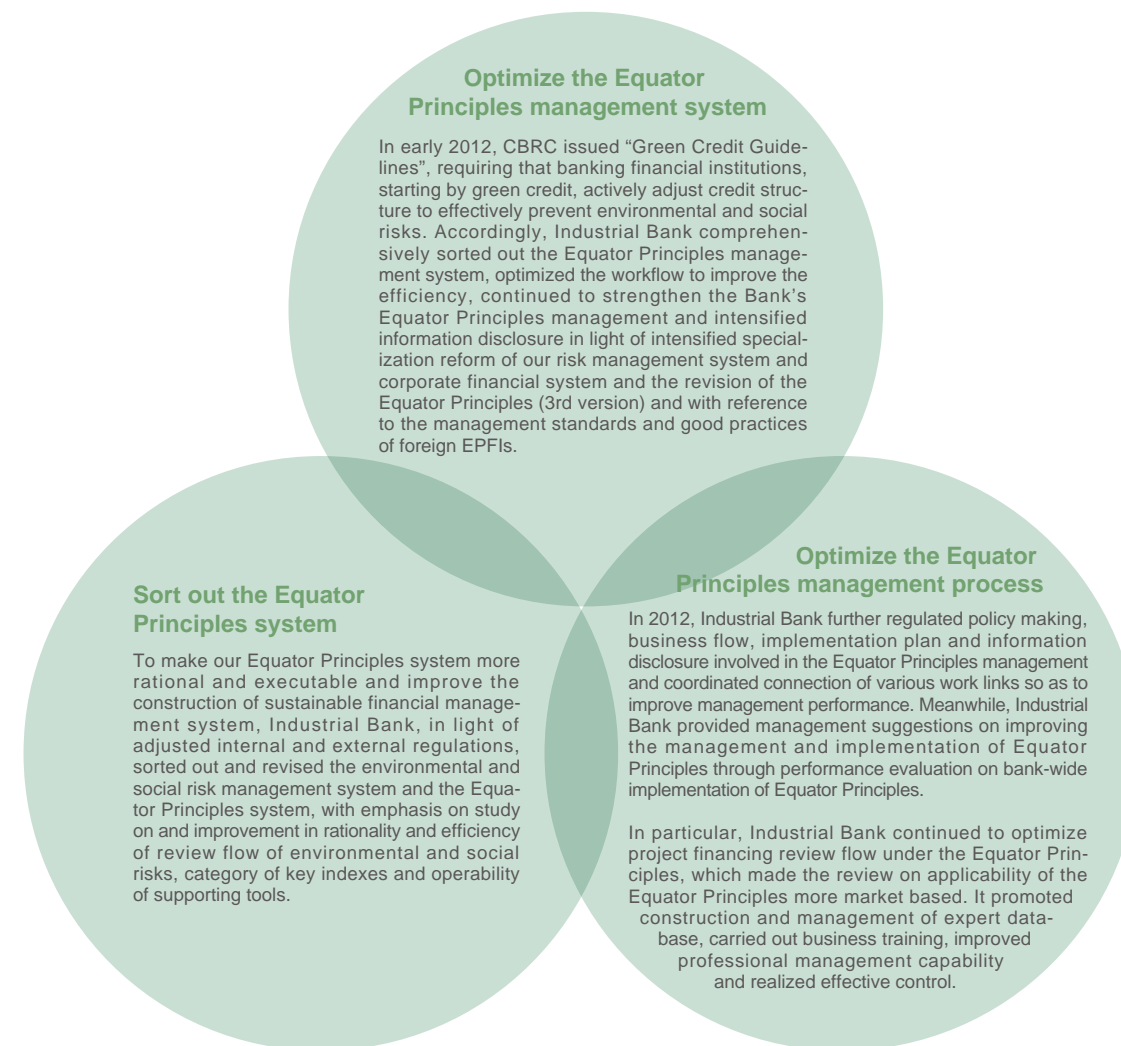 Optimize the Equator
Principles management system
In early 2012, CBRC issued “Green Credit Guide-
lines”, requiring that banking financial institutions,
starting by green credit, actively adjust credit struc-
ture to effectively prevent environmental and social
risks. Accordingly, Industrial Bank comprehen-
sively sorted out the Equator Principles manage-
ment system, optimized the workflow to improve the
efficiency, continued to strengthen the Bank’s
Equator Principles management and intensified
information disclosure in light of intensified special-
ization reform of our risk management system and
corporate financial system and the revision of the
Equator Principles (3rd version) and with reference
to the management standards and good practices
of foreign EPFIs.
Sort out the Equator
Principles system
To make our Equator Principles system more
rational and executable and improve the
construction of sustainable financial manage-
ment system, Industrial Bank, in light of
adjusted internal and external regulations,
sorted out and revised the environmental and
social risk management system and the Equa-
tor Principles system, with emphasis on study
on and improvement in rationality and efficiency
of review flow of environmental and social
risks, category of key indexes and operability
of supporting tools.
Optimize the Equator
Principles management process
In 2012, Industrial Bank further regulated policy making,
business flow, implementation plan and information
disclosure involved in the Equator Principles management
and coordinated connection of various work links so as to
improve management performance. Meanwhile, Industrial
Bank provided management suggestions on improving
the management and implementation of Equator
Principles through performance evaluation on bank-wide
implementation of Equator Principles.
In particular, Industrial Bank continued to optimize
project financing review flow under the Equator Prin-
ciples, which made the review on applicability of the
Equator Principles more market based. It promoted
construction and management of expert data-
base, carried out business training, improved
professional management capability
and realized effective control.